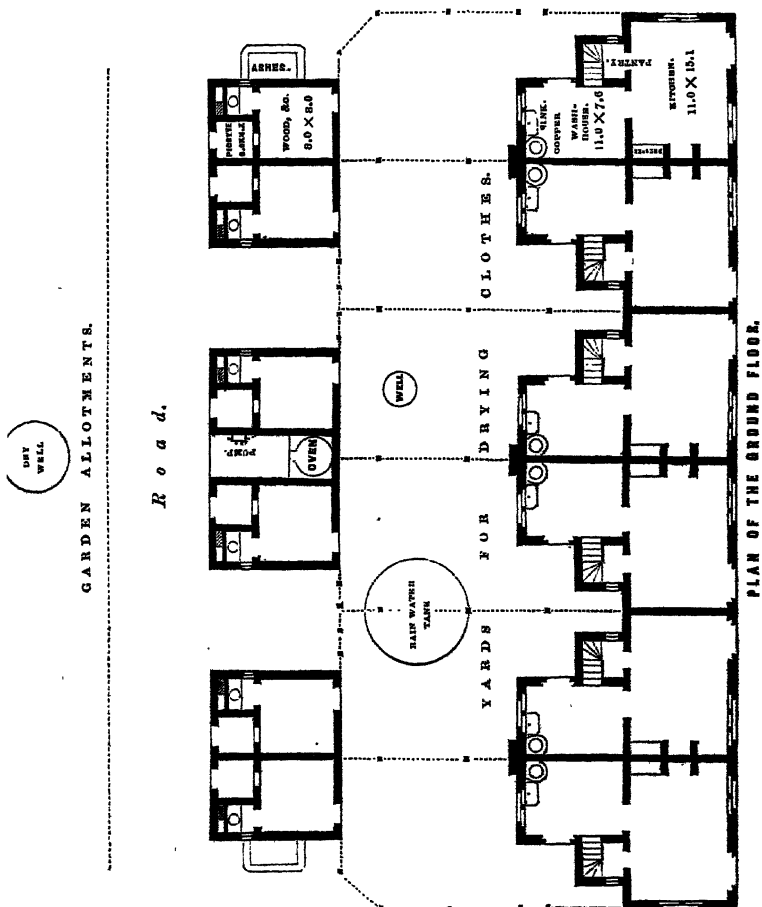 GARDEN ALLOTMENTS.
DRY
WELL
Road.
ASHES.
WOOD, &c.
8.0 X 8.0
PUMP.
OVEN
WELL
RAIN WATER
TANK
YARDS FOR DRYING CLOTHES.
SINK.
COPPER
WASH-
HOUSE.
11.0 X 7.6
PANTRY.
KITCHEN.
11.0 X 15.1
DRESSER
PLAN OF THE GROUND FLOOR.